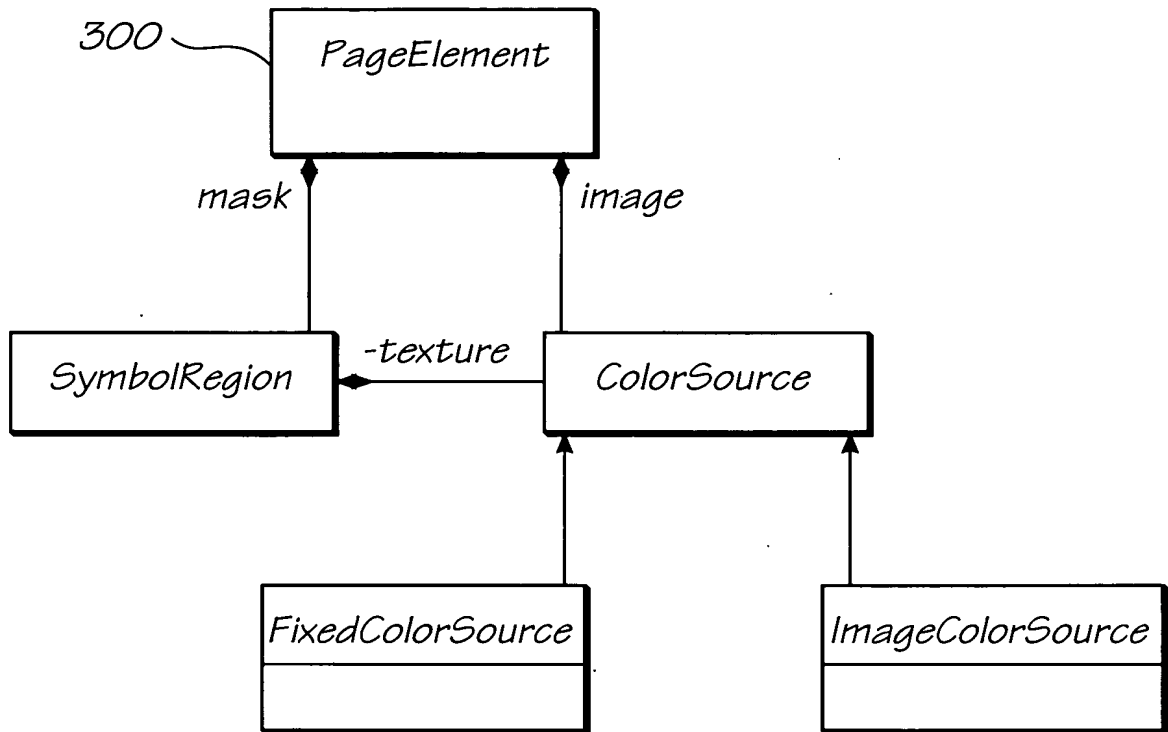 300
PageElement
mask
image
SymbolRegion
-texture
ColorSource
FixedColorSource
ImageColorSource